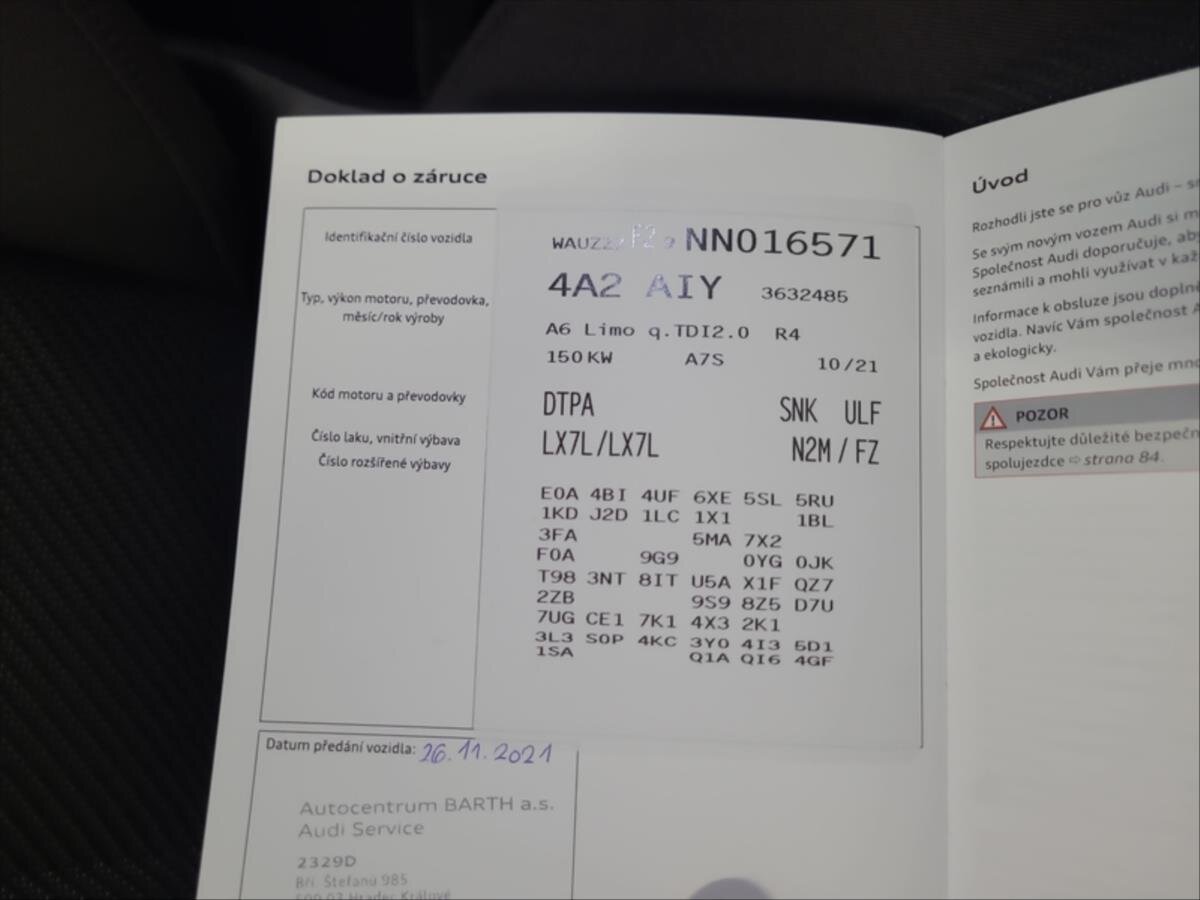 Doklad o záruce
Identifikační číslo vozidla
NN016571
Typ, výkon motoru, převodovka,
měsíc/rok výroby
4A2 AIY 3632485
A6 Limo q.TDI2.0 R4
150 KW A7S 10/21
Kód motoru a převodovky
DTPA SNK ULF
Číslo laku, vnitřní výbava
LX7L/LX7L N2M / FZ
Číslo rozšířené výbavy
E0A 4BI 4UF 6XE 5SL 5RU
1KD J2D 1LC 1X1 1BL
3FA 5MA 7X2
F0A 9G9 0YG 0JK
T98 3NT 8IT U5A X1F QZ7
2ZB 9S9 8Z5 D7U
7UG CE1 7K1 4X3 2K1
3L3 S0P 4KC 3Y0 4I3 5D1
1SA Q1A QI6 4GF
Datum předání vozidla: 26.11.2021
Autocentrum BARTH a.s.
Audi Service
2329D
Bří. Štefanů 985
500 03 Hradec Králové
Úvod
Rozhodli jste se pro vůz Audi –
Se svým novým vozem Audi si
Společnost Audi doporučuje,
seznámili a mohli využívat v
Informace k obsluze jsou
vozidla. Navíc Vám společnost
a ekologicky.
Společnost Audi Vám přeje
POZOR
Respektujte důležité
spolujezdce ⇨ strana 84.